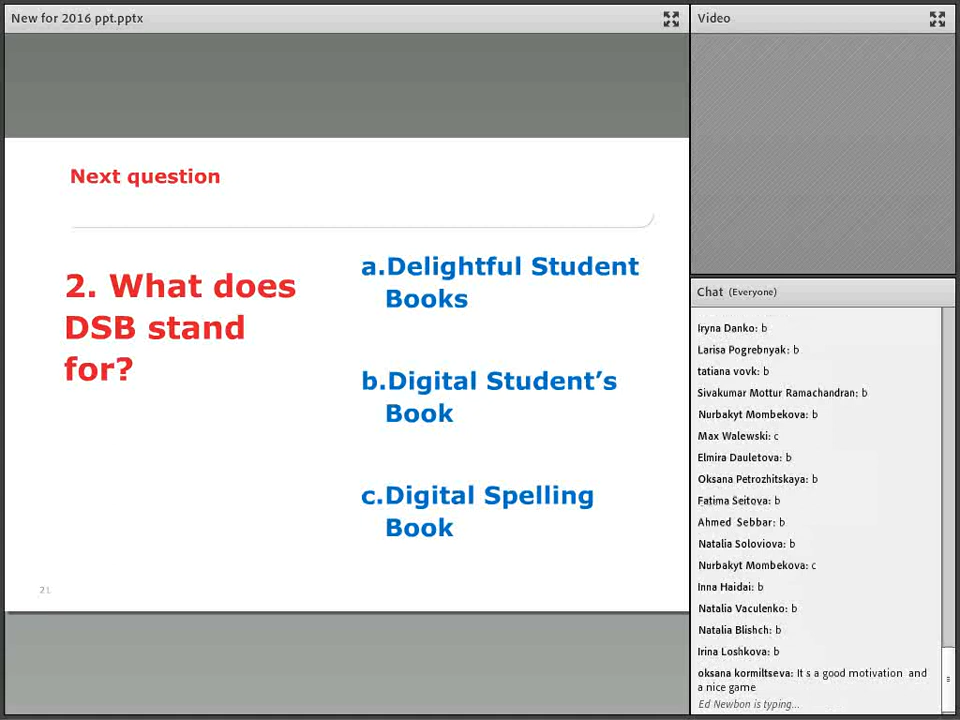 New for 2016 ppt.pptx
Next question
2. What does
DSB stand
for?
a.Delightful Student
Books
b.Digital Student’s
Book
c.Digital Spelling
Book
21
Video
Chat (Everyone)
Iryna Danko: b
Larisa Pogrebnyak: b
tatiana vovk: b
Sivakumar Mottur Ramachandran: b
Nurbakyt Mombekova: b
Max Walewski: c
Elmira Dauletova: b
Oksana Petrozhitskaya: b
Fatima Seitova: b
Ahmed Sebbar: b
Natalia Soloviova: b
Nurbakyt Mombekova: c
Inna Haidai: b
Natalia Vaculenko: b
Natalia Blishch: b
Irina Loshkova: b
oksana kormiltseva: It s a good motivation and
a nice game
Ed Newbon is typing...